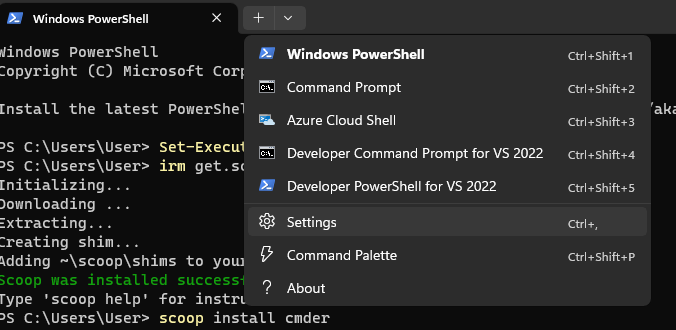 Windows PowerShell
Windows PowerShell
Copyright (C) Microsoft Corp
Install the latest PowerShel
/aka
PS C:\Users\User> Set-Execut
PS C:\Users\User> irm get.sc
Initializing...
Downloading ...
Extracting...
Creating shim...
Adding ~\scoop\shims to your
Scoop was installed successf
Type 'scoop help' for instru
PS C:\Users\User> scoop install cmder
Windows PowerShell Ctrl+Shift+1
Command Prompt Ctrl+Shift+2
Azure Cloud Shell Ctrl+Shift+3
Developer Command Prompt for VS 2022 Ctrl+Shift+4
Developer PowerShell for VS 2022 Ctrl+Shift+5
Settings Ctrl+,
Command Palette Ctrl+Shift+P
About